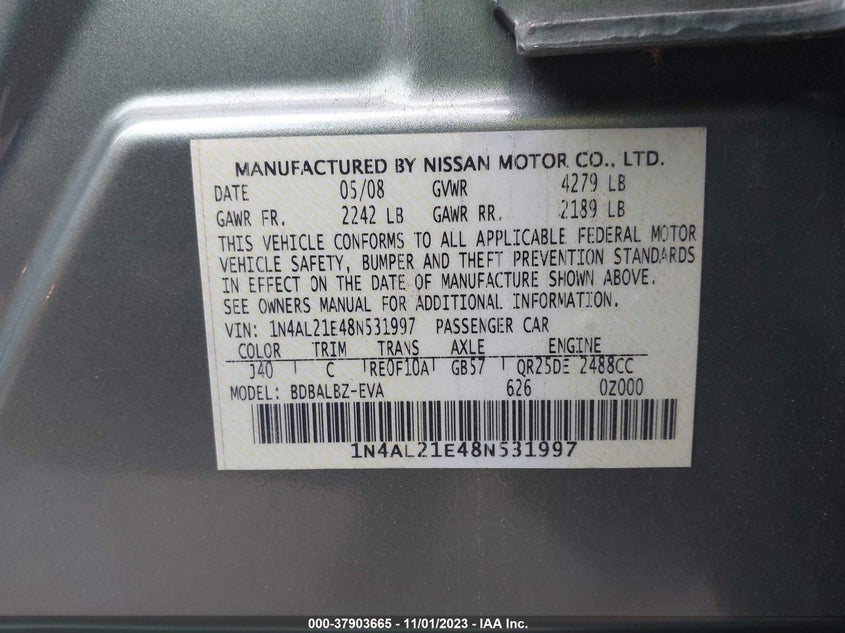 MANUFACTURED BY NISSAN MOTOR CO., LTD.
DATE 05/08 GVWR 4279 LB
GAWR FR. 2242 LB GAWR RR. 2189 LB
THIS VEHICLE CONFORMS TO ALL APPLICABLE FEDERAL MOTOR
VEHICLE SAFETY, BUMPER AND THEFT PREVENTION STANDARDS
IN EFFECT ON THE DATE OF MANUFACTURE SHOWN ABOVE.
SEE OWNERS MANUAL FOR ADDITIONAL INFORMATION.
VIN: 1N4AL21E48N531997 PASSENGER CAR
COLOR TRIM TRANS AXLE ENGINE
J40 C RE0F10A GB57 QR25DE 2488CC
MODEL: BDBALBZ-EVA 626 0Z000
1N4AL21E48N531997
000-37903665 - 11/01/2023 - IAA Inc.